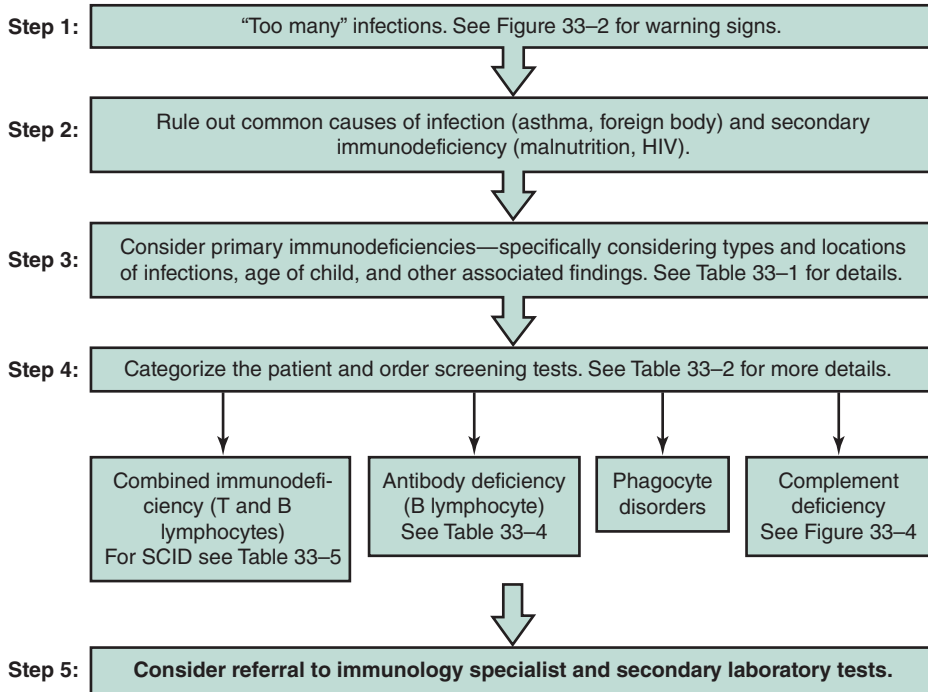 Step 1:
“Too many” infections. See Figure 33–2 for warning signs.
Step 2:
Rule out common causes of infection (asthma, foreign body) and secondary
immunodeficiency (malnutrition, HIV).
Step 3:
Consider primary immunodeficiencies—specifically considering types and locations
of infections, age of child, and other associated findings. See Table 33–1 for details.
Step 4:
Categorize the patient and order screening tests. See Table 33–2 for more details.
Combined immunodefi-
ciency (T and B
lymphocytes)
For SCID see Table 33–5
Antibody deficiency
(B lymphocyte)
See Table 33–4
Phagocyte
disorders
Complement
deficiency
See Figure 33–4
Step 5:
Consider referral to immunology specialist and secondary laboratory tests.